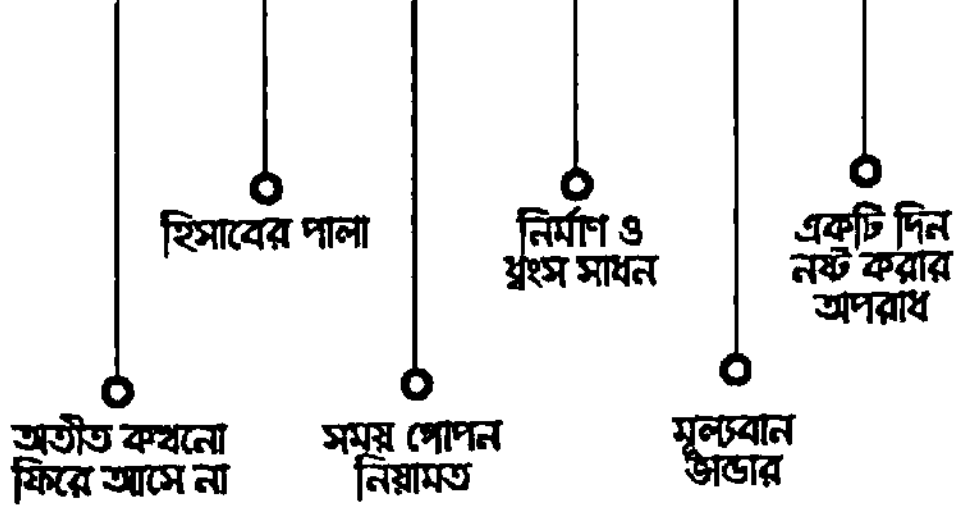 হিসাবের পালা
নির্মাণ ও
ধ্বংস সাধন
একটি দিন
নষ্ট করার
অপরাধ
অতীত কখনো
ফিরে আসে না
সময় গোপন
নিয়ামত
মূল্যবান
ভান্ডার